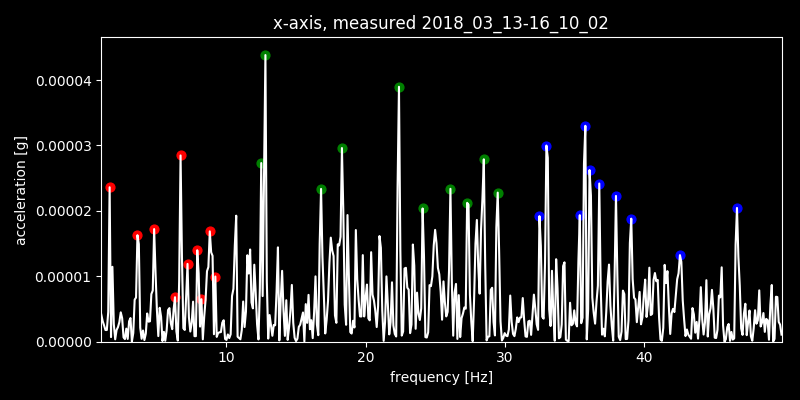 x-axis, measured 2018_03_13-16_10_02
acceleration [g]
0.00004
0.00003
0.00002
0.00001
0.00000
10 20 30 40
frequency [Hz]